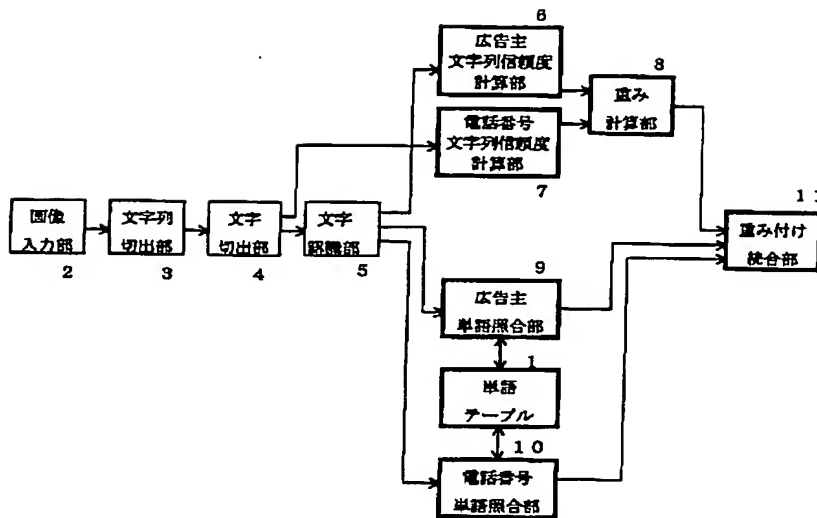 6
広告主
文字列信頼度
計算部
8
重み
計算部
電話番号
文字列信頼度
計算部
7
11
画像
入力部
2
文字列
切出部
3
文字
切出部
4
文字
認識部
5
重み付け
統合部
9
広告主
単語照合部
1
単語
テーブル
10
電話番号
単語照合部